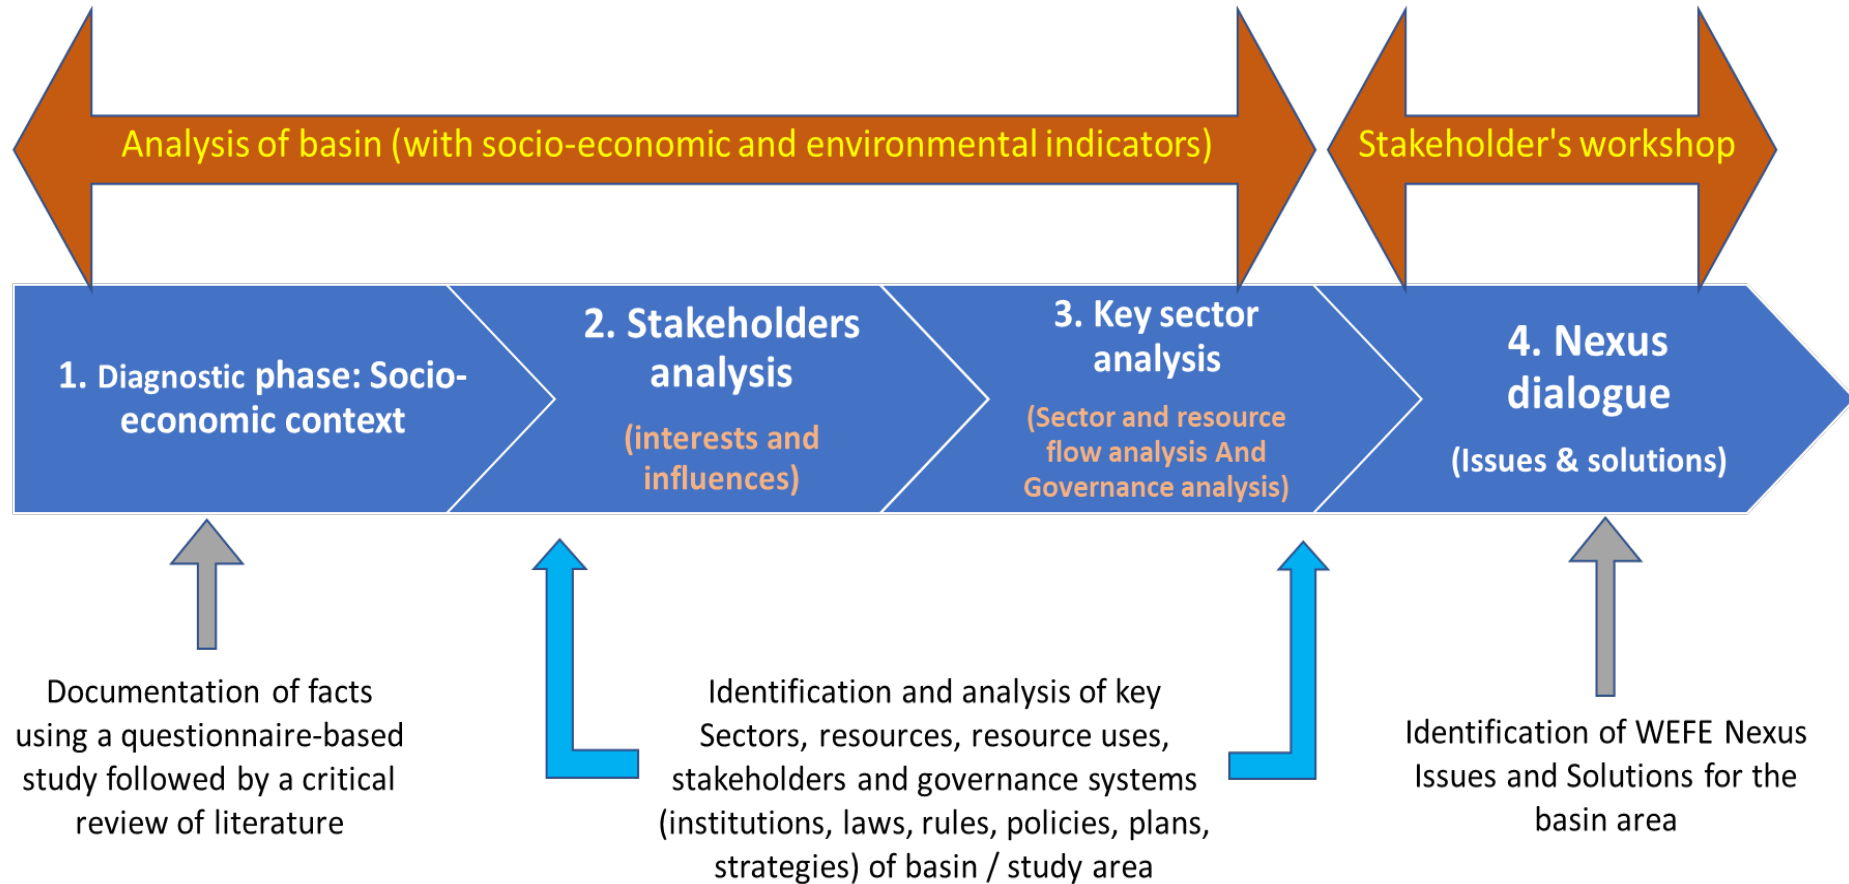 Analysis of basin (with socio-economic and environmental indicators)
Stakeholder's workshop
1. Diagnostic phase: Socio-
economic context
2. Stakeholders
analysis
(interests and
influences)
3. Key sector
analysis
(Sector and resource
flow analysis And
Governance analysis)
4. Nexus
dialogue
(Issues & solutions)
Documentation of facts
using a questionnaire-based
study followed by a critical
review of literature
Identification and analysis of key
Sectors, resources, resource uses,
stakeholders and governance systems
(institutions, laws, rules, policies, plans,
strategies) of basin / study area
Identification of WEFE Nexus
Issues and Solutions for the
basin area